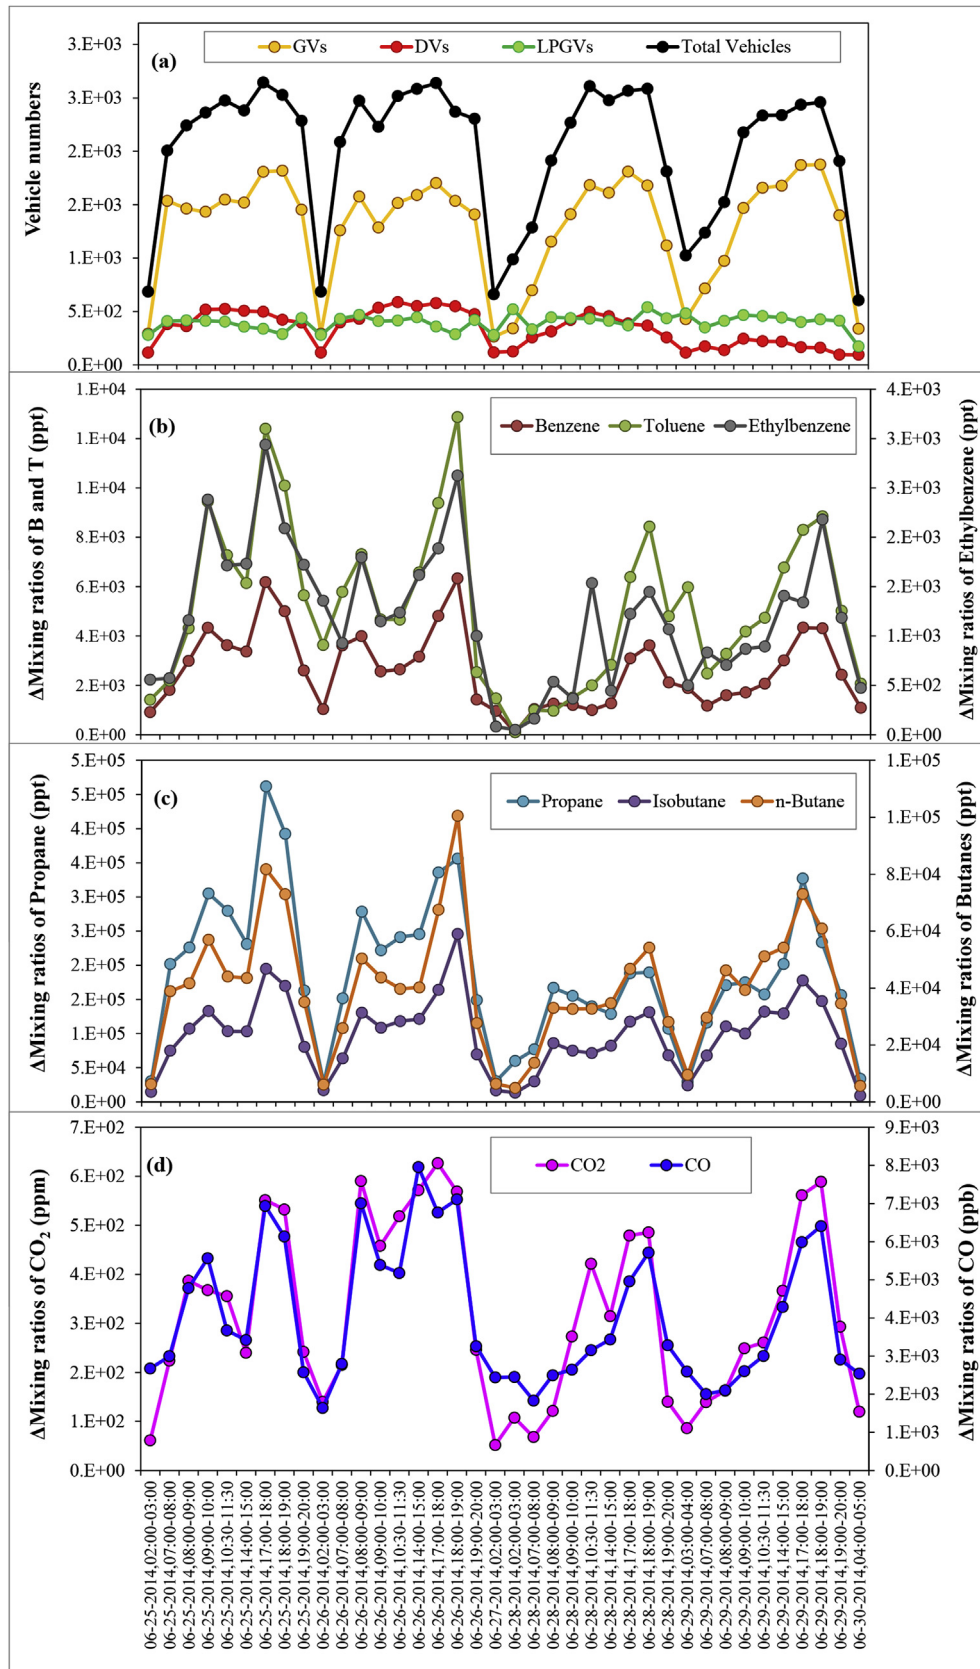 (a)
GVs DVs LPGVs Total Vehicles
Vehicle numbers
3.E+03
3.E+03
2.E+03
2.E+03
1.E+03
5.E+02
0.E+00
(b)
Benzene Toluene Ethylbenzene
ΔMixing ratios of B and T (ppt)
1.E+04
1.E+04
1.E+04
8.E+03
6.E+03
4.E+03
2.E+03
0.E+00
ΔMixing ratios of Ethylbenzene (ppt)
4.E+03
3.E+03
3.E+03
2.E+03
2.E+03
1.E+03
5.E+02
0.E+00
(c)
Propane Isobutane n-Butane
ΔMixing ratios of Propane (ppt)
5.E+05
5.E+05
4.E+05
4.E+05
3.E+05
3.E+05
2.E+05
2.E+05
1.E+05
5.E+04
0.E+00
ΔMixing ratios of Butanes (ppt)
1.E+05
1.E+05
8.E+04
6.E+04
4.E+04
2.E+04
0.E+00
(d)
CO2 CO
ΔMixing ratios of CO₂ (ppm)
7.E+02
6.E+02
5.E+02
4.E+02
3.E+02
2.E+02
1.E+02
0.E+00
ΔMixing ratios of CO (ppb)
9.E+03
8.E+03
7.E+03
6.E+03
5.E+03
4.E+03
3.E+03
2.E+03
1.E+03
0.E+00
06-25-2014,02:00-03:00
06-25-2014,07:00-08:00
06-25-2014,08:00-09:00
06-25-2014,09:00-10:00
06-25-2014,10:30-11:30
06-25-2014,14:00-15:00
06-25-2014,17:00-18:00
06-25-2014,18:00-19:00
06-25-2014,19:00-20:00
06-26-2014,02:00-03:00
06-26-2014,07:00-08:00
06-26-2014,08:00-09:00
06-26-2014,09:00-10:00
06-26-2014,10:30-11:30
06-26-2014,14:00-15:00
06-26-2014,17:00-18:00
06-26-2014,18:00-19:00
06-26-2014,19:00-20:00
06-27-2014,02:00-03:00
06-28-2014,02:00-03:00
06-28-2014,07:00-08:00
06-28-2014,08:00-09:00
06-28-2014,09:00-10:00
06-28-2014,10:30-11:30
06-28-2014,14:00-15:00
06-28-2014,17:00-18:00
06-28-2014,18:00-19:00
06-28-2014,19:00-20:00
06-29-2014,03:00-04:00
06-29-2014,07:00-08:00
06-29-2014,08:00-09:00
06-29-2014,09:00-10:00
06-29-2014,10:30-11:30
06-29-2014,14:00-15:00
06-29-2014,17:00-18:00
06-29-2014,18:00-19:00
06-29-2014,19:00-20:00
06-30-2014,04:00-05:00